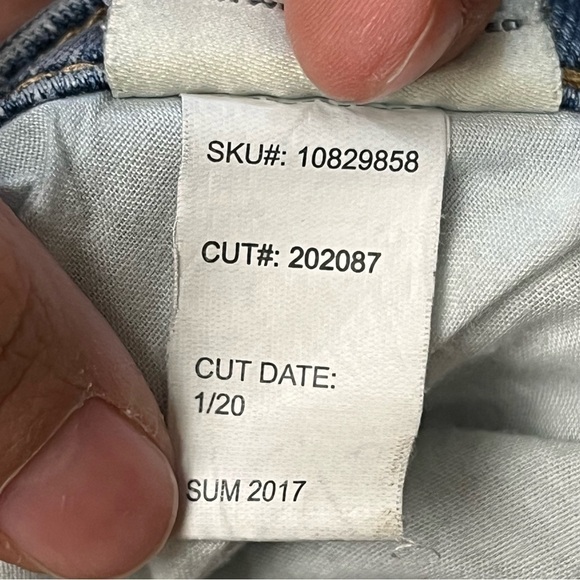 SKU#: 10829858
CUT#: 202087
CUT DATE:
1/20
SUM 2017